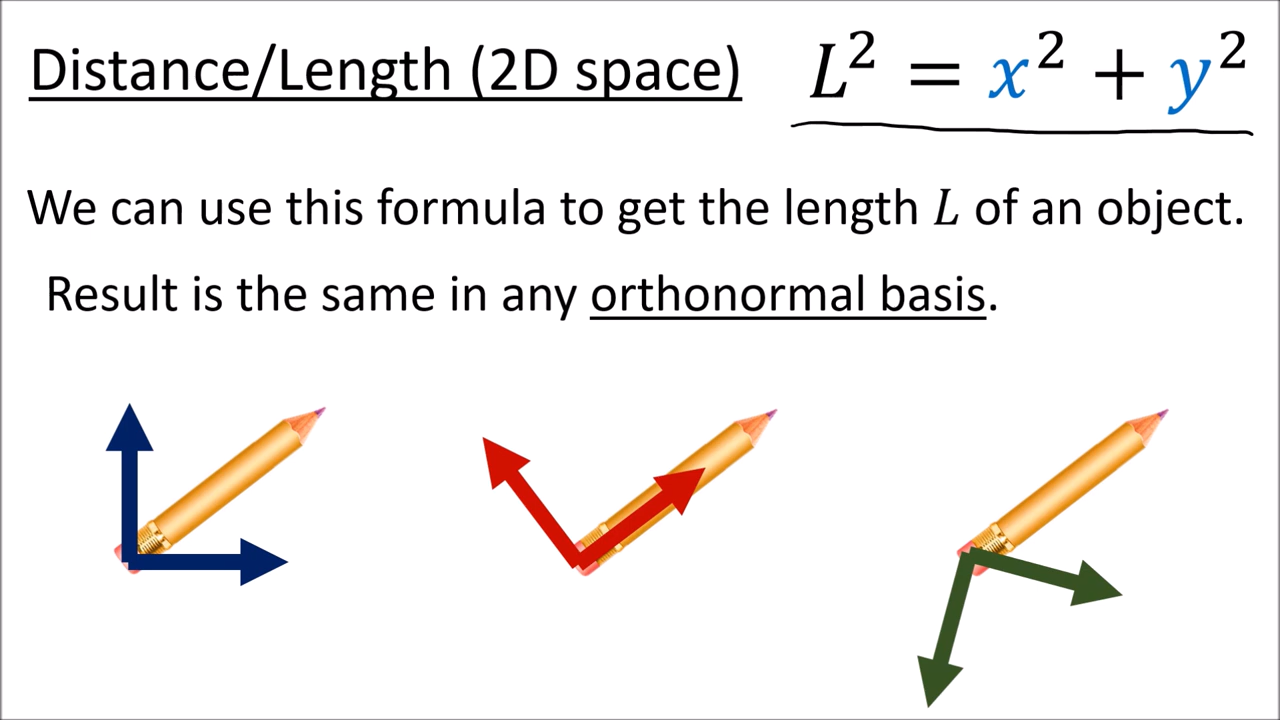 Distance/Length (2D space)
L² = x² + y²
We can use this formula to get the length L of an object.
Result is the same in any orthonormal basis.